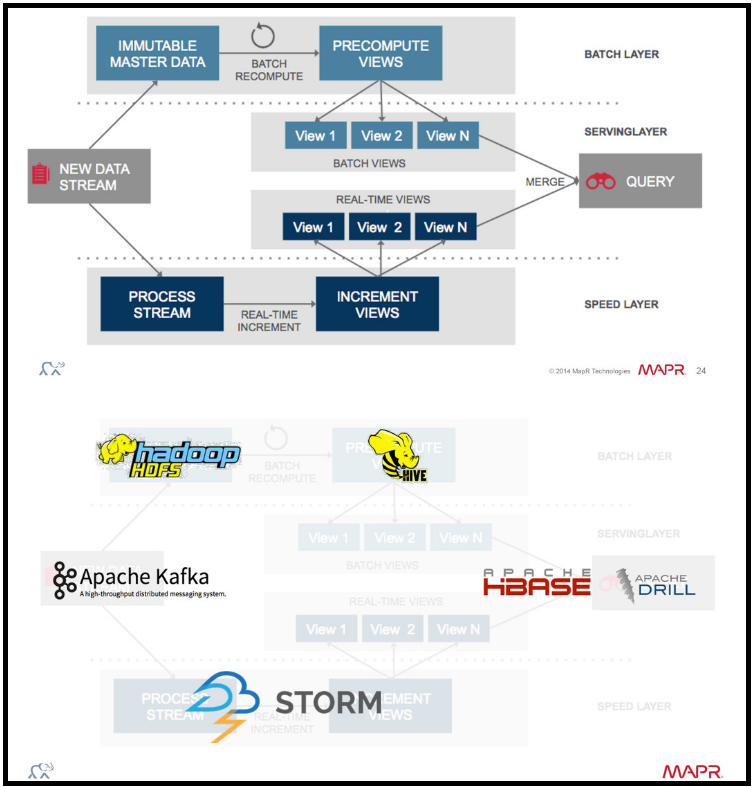 IMMUTABLE
MASTER DATA
BATCH
RECOMPUTE
PRECOMPUTE
VIEWS
BATCH LAYER
View 1
View 2
View N
BATCH VIEWS
SERVINGLAYER
NEW DATA
STREAM
MERGE
QUERY
REAL-TIME VIEWS
View 1
View 2
View N
PROCESS
STREAM
REAL-TIME
INCREMENT
INCREMENT
VIEWS
SPEED LAYER
© 2014 MapR Technologies MAPR. 24
hadoop
HDFS
BATCH
RECOMPUTE
HIVE
BATCH LAYER
View 1
View 2
View N
BATCH VIEWS
SERVINGLAYER
Apache Kafka
A high-throughput distributed messaging system.
APACHE
HBASE
APACHE
DRILL
REAL-TIME VIEWS
View 1
View 2
View N
PROCESS
STREAM
STORM
REAL-TIME
INCREMENT
INCREMENT
VIEWS
SPEED LAYER
MAPR.